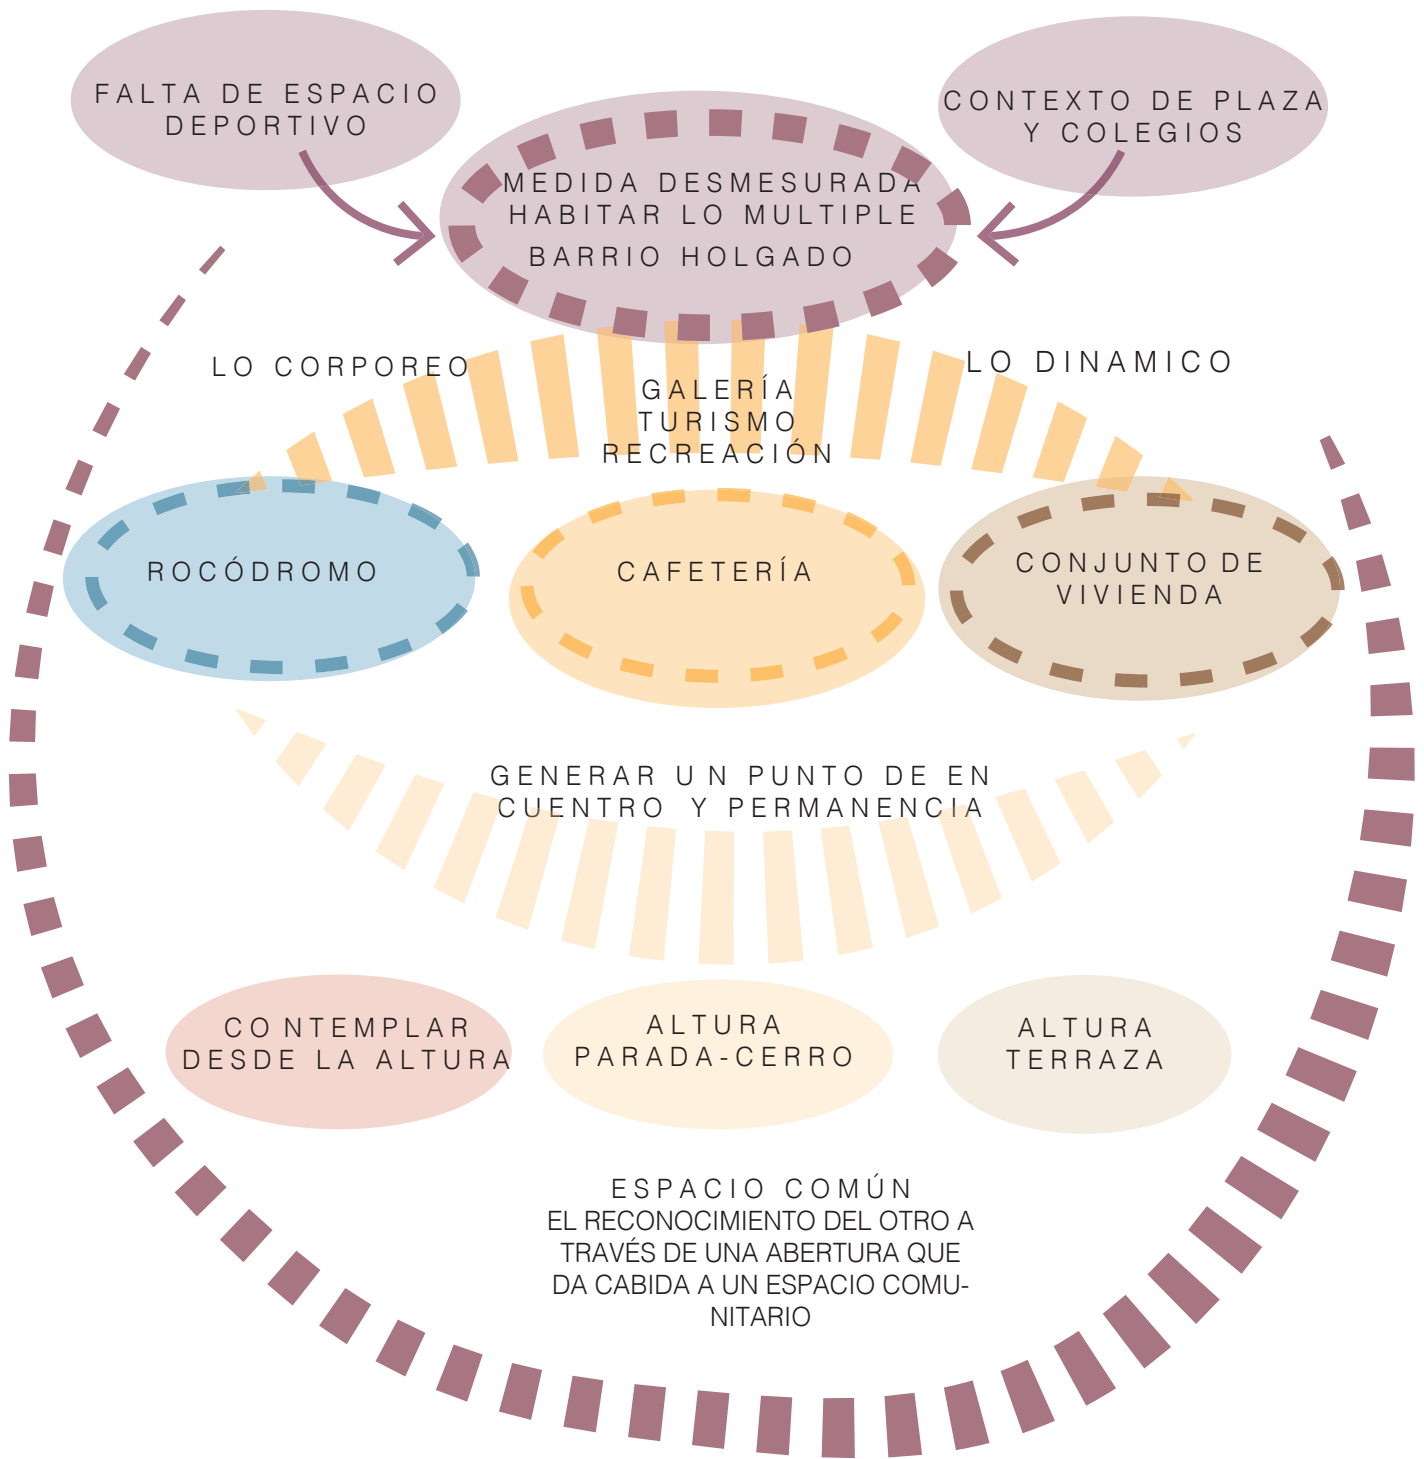 FALTA DE ESPACIO
DEPORTIVO
CONTEXTO DE PLAZA
Y COLEGIOS
MEDIDA DESMESURADA
HABITAR LO MULTIPLE
BARRIO HOLGADO
LO CORPOREO
LO DINAMICO
GALERÍA
TURISMO
RECREACIÓN
ROCÓDROMO
CAFETERÍA
CONJUNTO DE
VIVIENDA
GENERAR UN PUNTO DE EN
CUENTRO Y PERMANENCIA
CONTEMPLAR
DESDE LA ALTURA
ALTURA
PARADA-CERRO
ALTURA
TERRAZA
ESPACIO COMÚN
EL RECONOCIMIENTO DEL OTRO A
TRAVÉS DE UNA ABERTURA QUE
DA CABIDA A UN ESPACIO COMU-
NITARIO